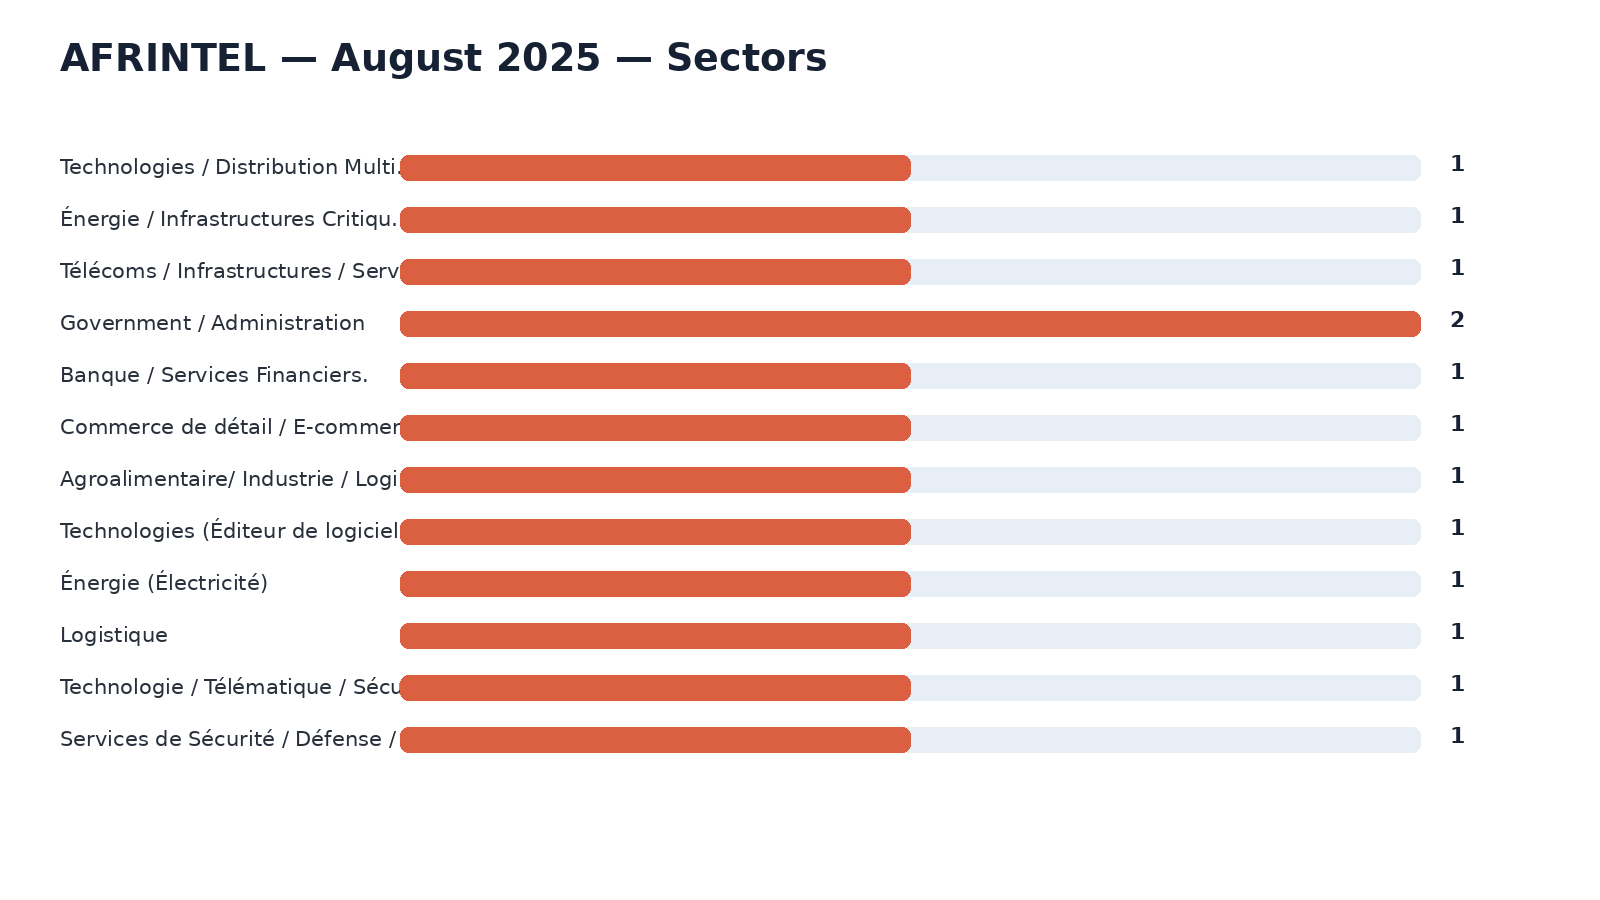 AFRINTEL — August 2025 — Sectors
Technologies / Distribution Multi. 1
Énergie / Infrastructures Critiqu. 1
Télécoms / Infrastructures / Serv 1
Government / Administration 2
Banque / Services Financiers. 1
Commerce de détail / E-commer 1
Agroalimentaire/ Industrie / Logi 1
Technologies (Éditeur de logiciel 1
Énergie (Électricité) 1
Logistique 1
Technologie / Télématique / Sécu 1
Services de Sécurité / Défense / 1